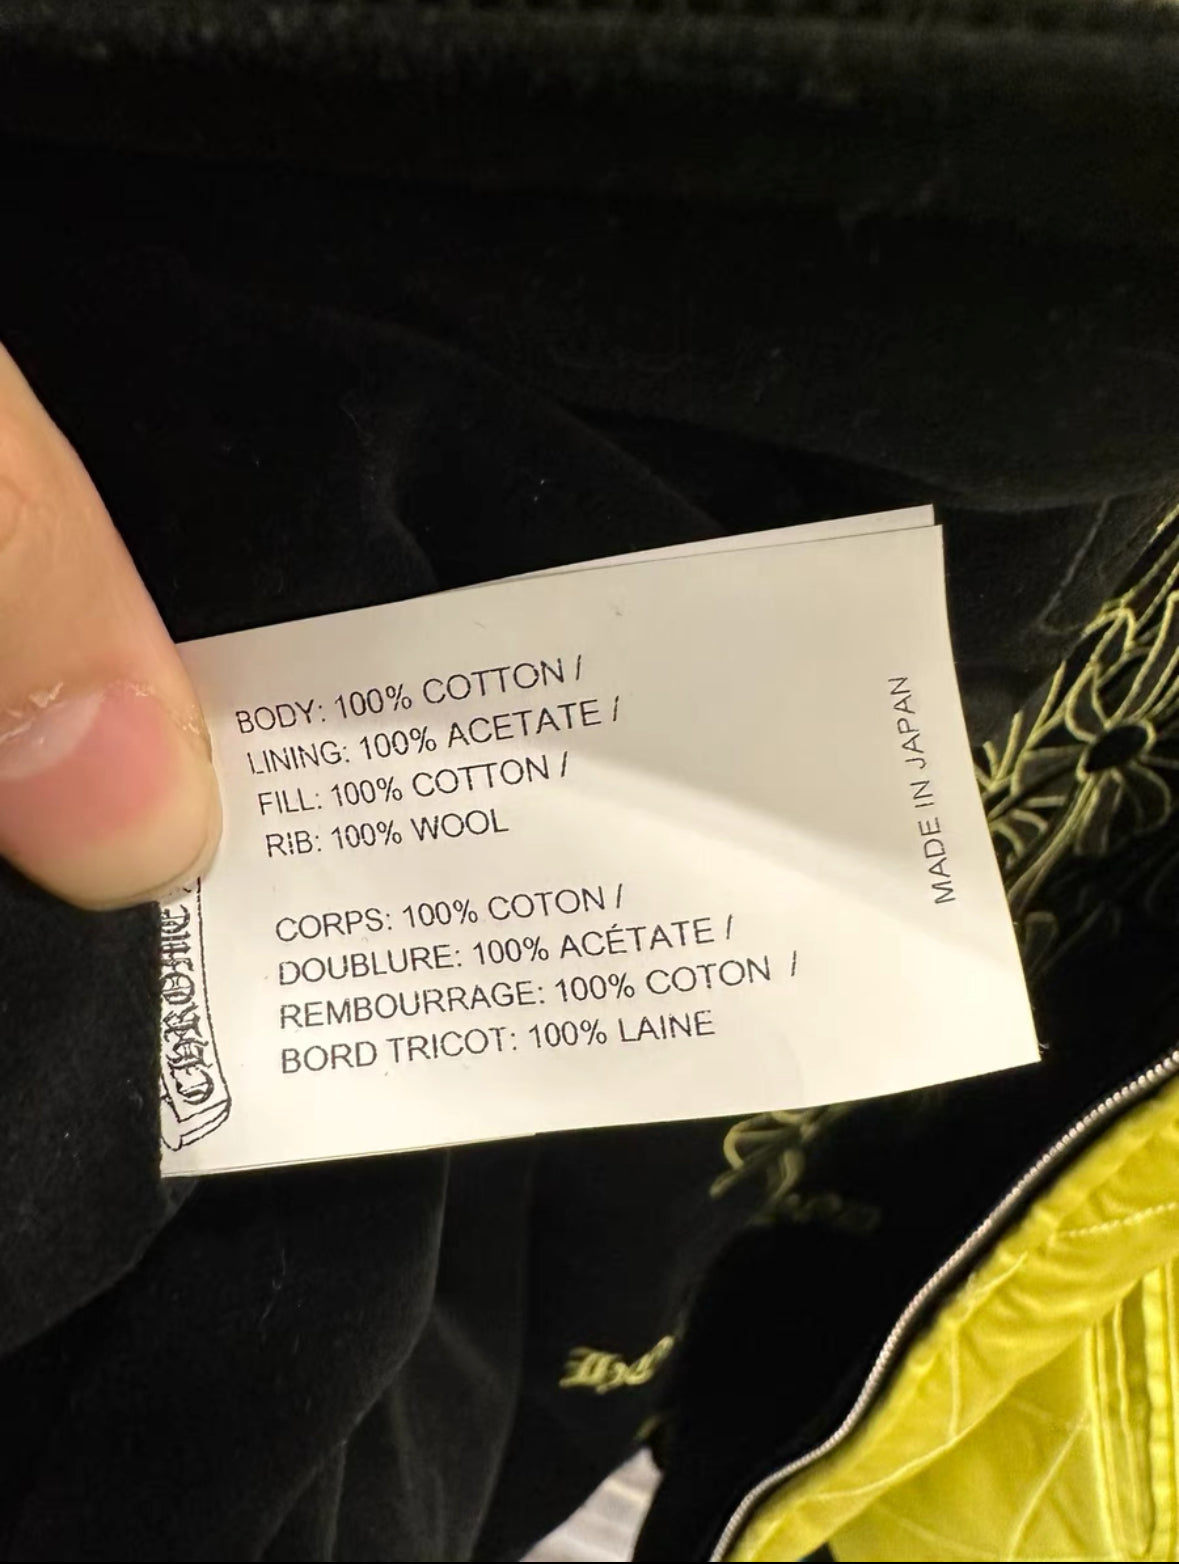 BODY: 100% COTTON /
LINING: 100% ACETATE /
FILL: 100% COTTON /
RIB: 100% WOOL
CORPS: 100% COTON /
DOUBLURE: 100% ACÉTATE /
REMBOURRAGE: 100% COTON /
BORD TRICOT: 100% LAINE
MADE IN JAPAN
CHROME